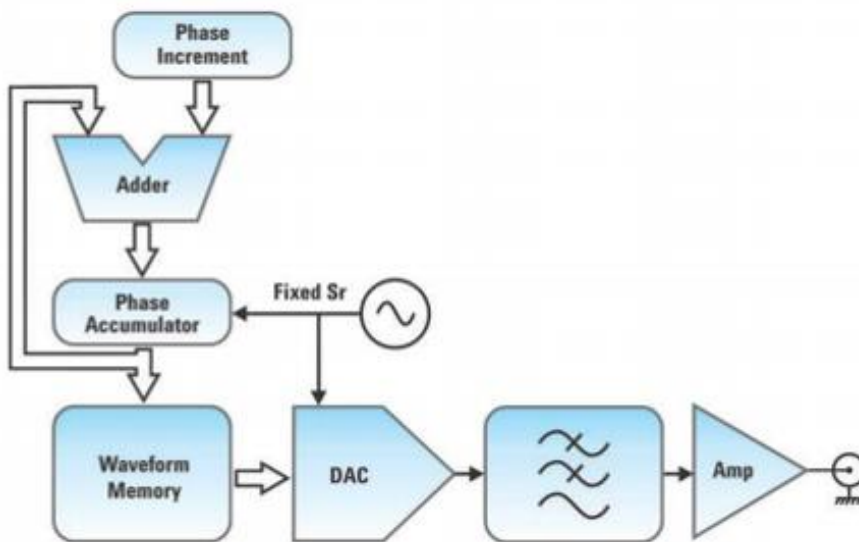 Phase
Increment
Adder
Phase
Accumulator
Fixed Sr
Waveform
Memory
DAC
Amp